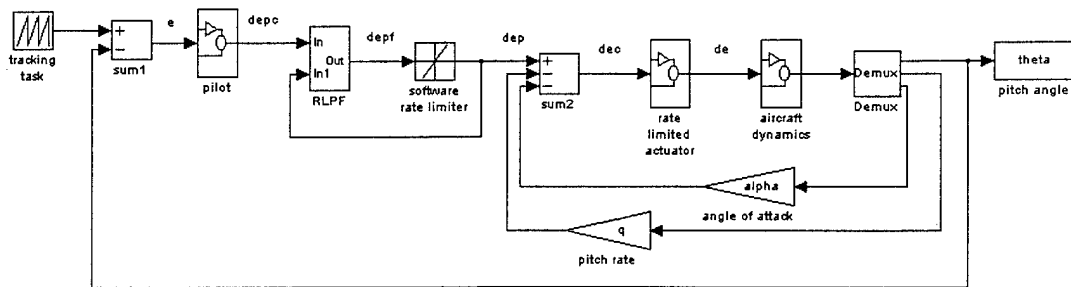 tracking
task
+
−
sum1
e
pilot
depc
In
In1
Out
RLPF
depf
software
rate limiter
dep
+
−
−
sum2
dec
rate
limited
actuator
de
aircraft
dynamics
Demux
Demux
theta
pitch angle
alpha
angle of attack
q
pitch rate